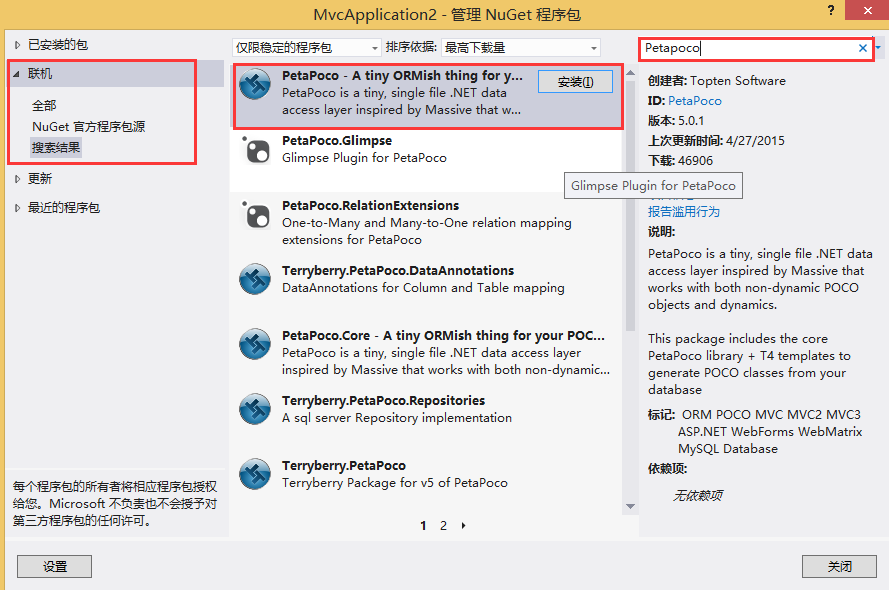 MvcApplication2 - 管理 NuGet 程序包
?
已安装的包
联机
全部
NuGet 官方程序包源
搜索结果
更新
最近的程序包
每个程序包的所有者将相应程序包授权
给您。Microsoft 不负责也不会授予对
第三方程序包的任何许可。
设置
仅限稳定的程序包
排序依据:
最高下载量
PetaPoco - A tiny ORMish thing for y...
PetaPoco is a tiny, single file .NET data
access layer inspired by Massive that w...
安装(I)
PetaPoco.Glimpse
Glimpse Plugin for PetaPoco
Glimpse Plugin for PetaPoco
PetaPoco.RelationExtensions
One-to-Many and Many-to-One relation mapping
extensions for PetaPoco
Terryberry.PetaPoco.DataAnnotations
DataAnnotations for Column and Table mapping
PetaPoco.Core - A tiny ORMish thing for your POC...
PetaPoco is a tiny, single file .NET data access layer
inspired by Massive that works with both non-dynamic...
Terryberry.PetaPoco.Repositories
A sql server Repository implementation
Terryberry.PetaPoco
Terryberry Package for v5 of PetaPoco
1 2
Petapoco
创建者: Topten Software
ID: PetaPoco
版本: 5.0.1
上次更新时间: 4/27/2015
下载: 46906
报告滥用行为
说明:
PetaPoco is a tiny, single file .NET data
access layer inspired by Massive that
works with both non-dynamic POCO
objects and dynamics.
This package includes the core
PetaPoco library + T4 templates to
generate POCO classes from your
database
标记: ORM POCO MVC MVC2 MVC3
ASP.NET WebForms WebMatrix
MySQL Database
依赖项:
无依赖项
关闭